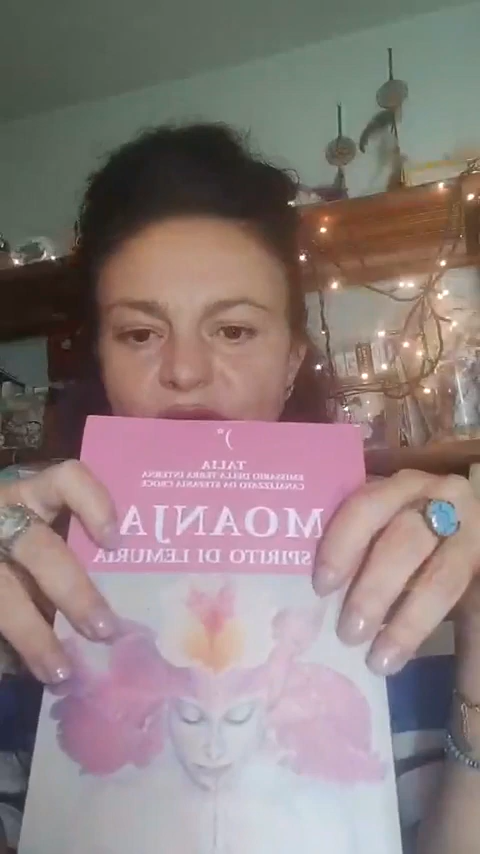 TALIA
EMISSARIO DELLA TERRA INTERNA
CANALIZZATO DA STEFANIA CROCE
MOANJA
SPIRITO DI LEMURIA